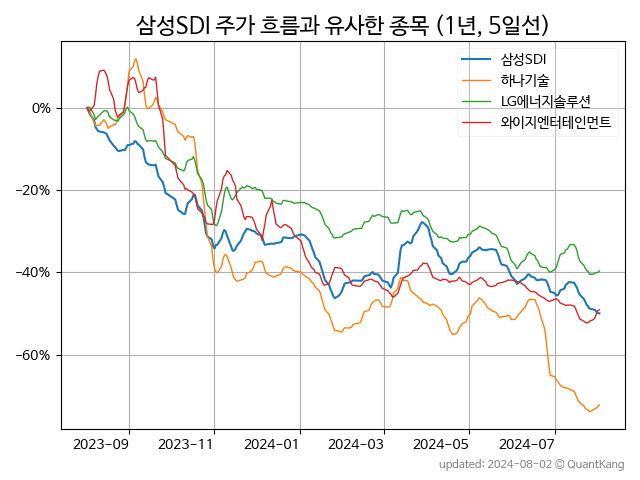 삼성SDI 주가 흐름과 유사한 종목 (1년, 5일선)
삼성SDI
하나기술
LG에너지솔루션
와이지엔터테인먼트
0%
−20%
−40%
−60%
2023-09 2023-11 2024-01 2024-03 2024-05 2024-07
updated: 2024-08-02 © QuantKang